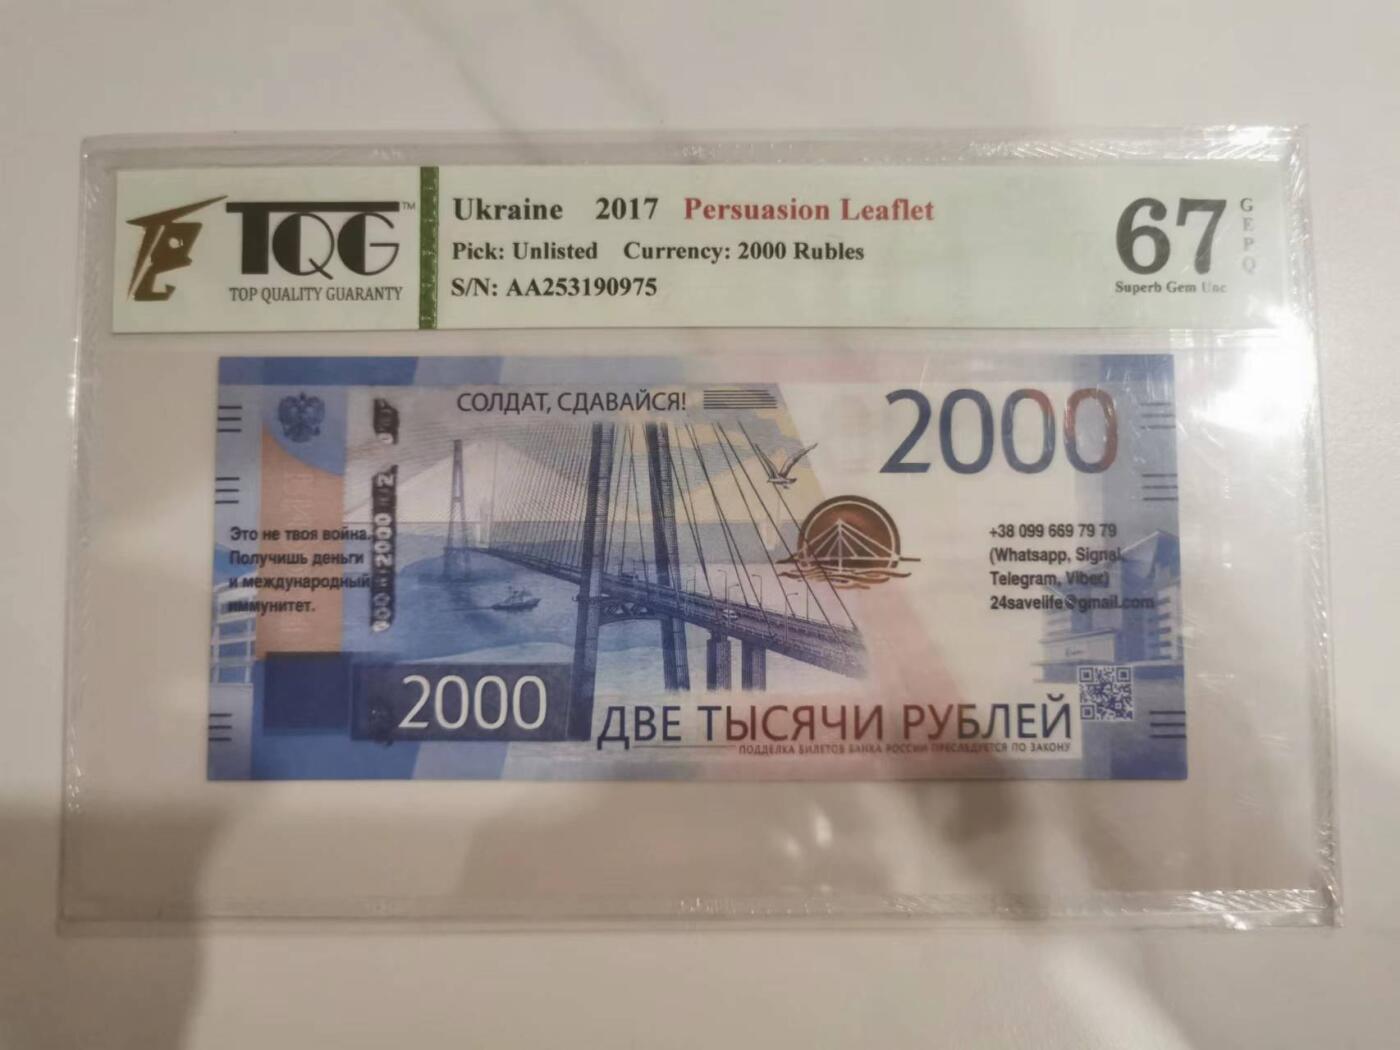 TQG™
TOP QUALITY GUARANTY
Ukraine 2017 Persuasion Leaflet
Pick: Unlisted Currency: 2000 Rubles
S/N: AA253190975
67
GEPQ
Superb Gem Unc
СОЛДАТ, СДАВАЙСЯ!
2000
Это не твоя война.
Получишь деньги
и международный
иммунитет.
2000
+38 099 669 79 79
(Whatsapp, Signal,
Telegram, Viber)
24savelife@gmail.com
2000
ДВЕ ТЫСЯЧИ РУБЛЕЙ
ПОДДЕЛКА БИЛЕТОВ БАНКА РОССИИ ПРЕСЛЕДУЕТСЯ ПО ЗАКОНУ